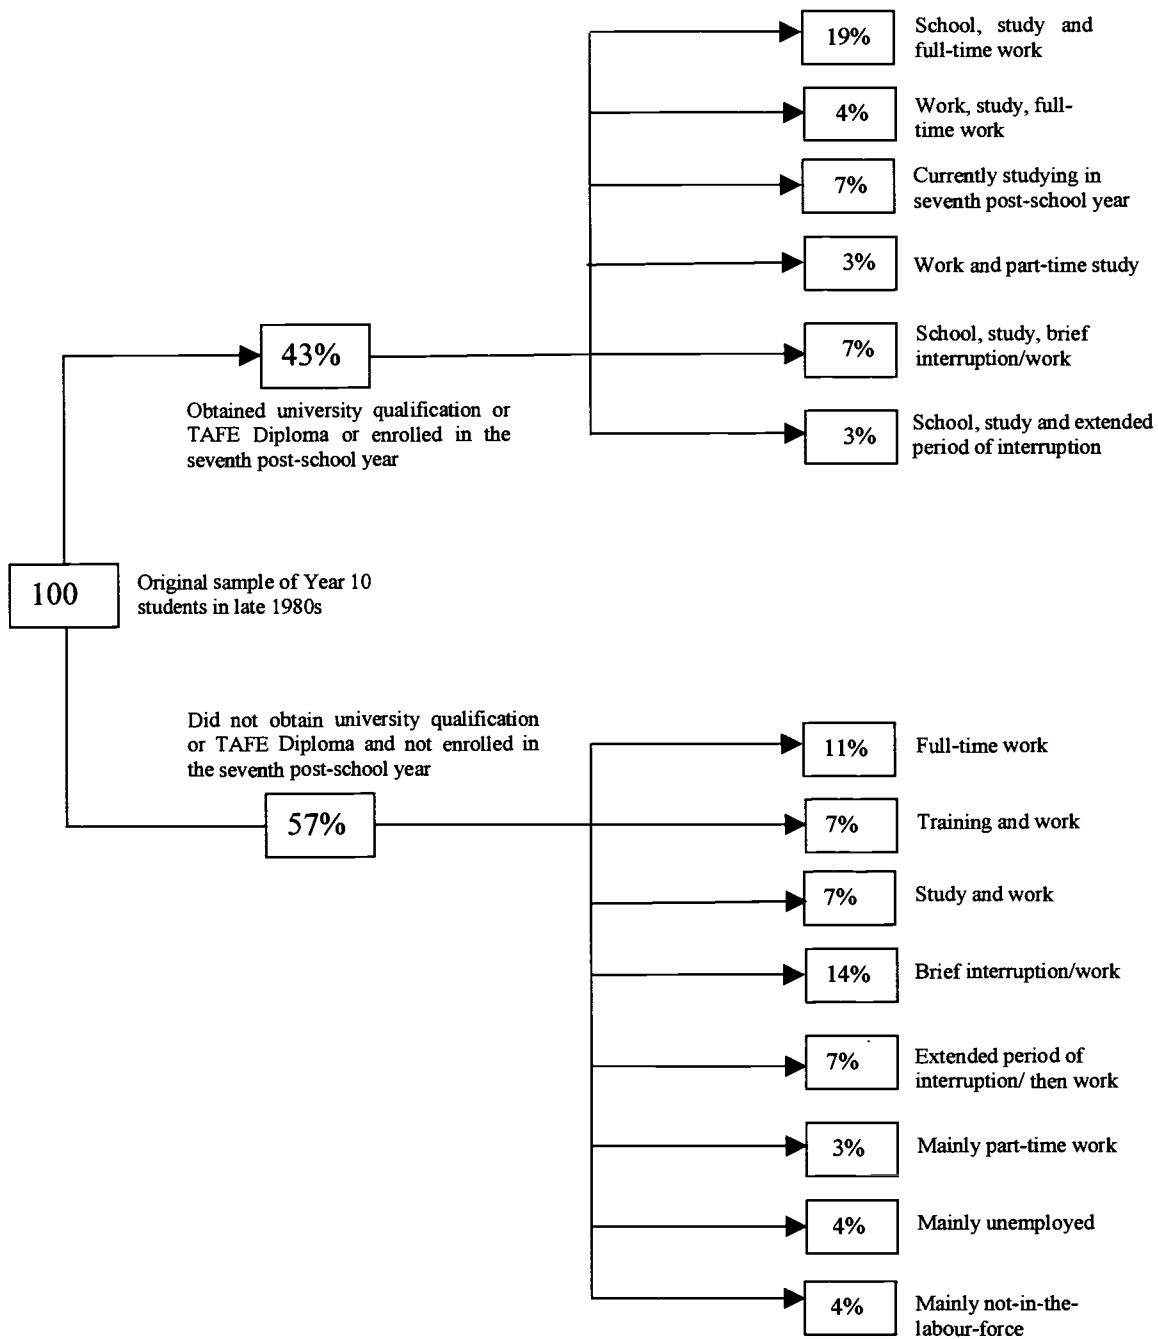 19%
School, study and
full-time work
4%
Work, study, full-
time work
7%
Currently studying in
seventh post-school year
3%
Work and part-time study
43%
7%
School, study, brief
interruption/work
Obtained university qualification or
TAFE Diploma or enrolled in the
seventh post-school year
3%
School, study and extended
period of interruption
100
Original sample of Year 10
students in late 1980s
Did not obtain university qualification
or TAFE Diploma and not enrolled in
the seventh post-school year
57%
11%
Full-time work
7%
Training and work
7%
Study and work
14%
Brief interruption/work
7%
Extended period of
interruption/ then work
3%
Mainly part-time work
4%
Mainly unemployed
4%
Mainly not-in-the-
labour-force